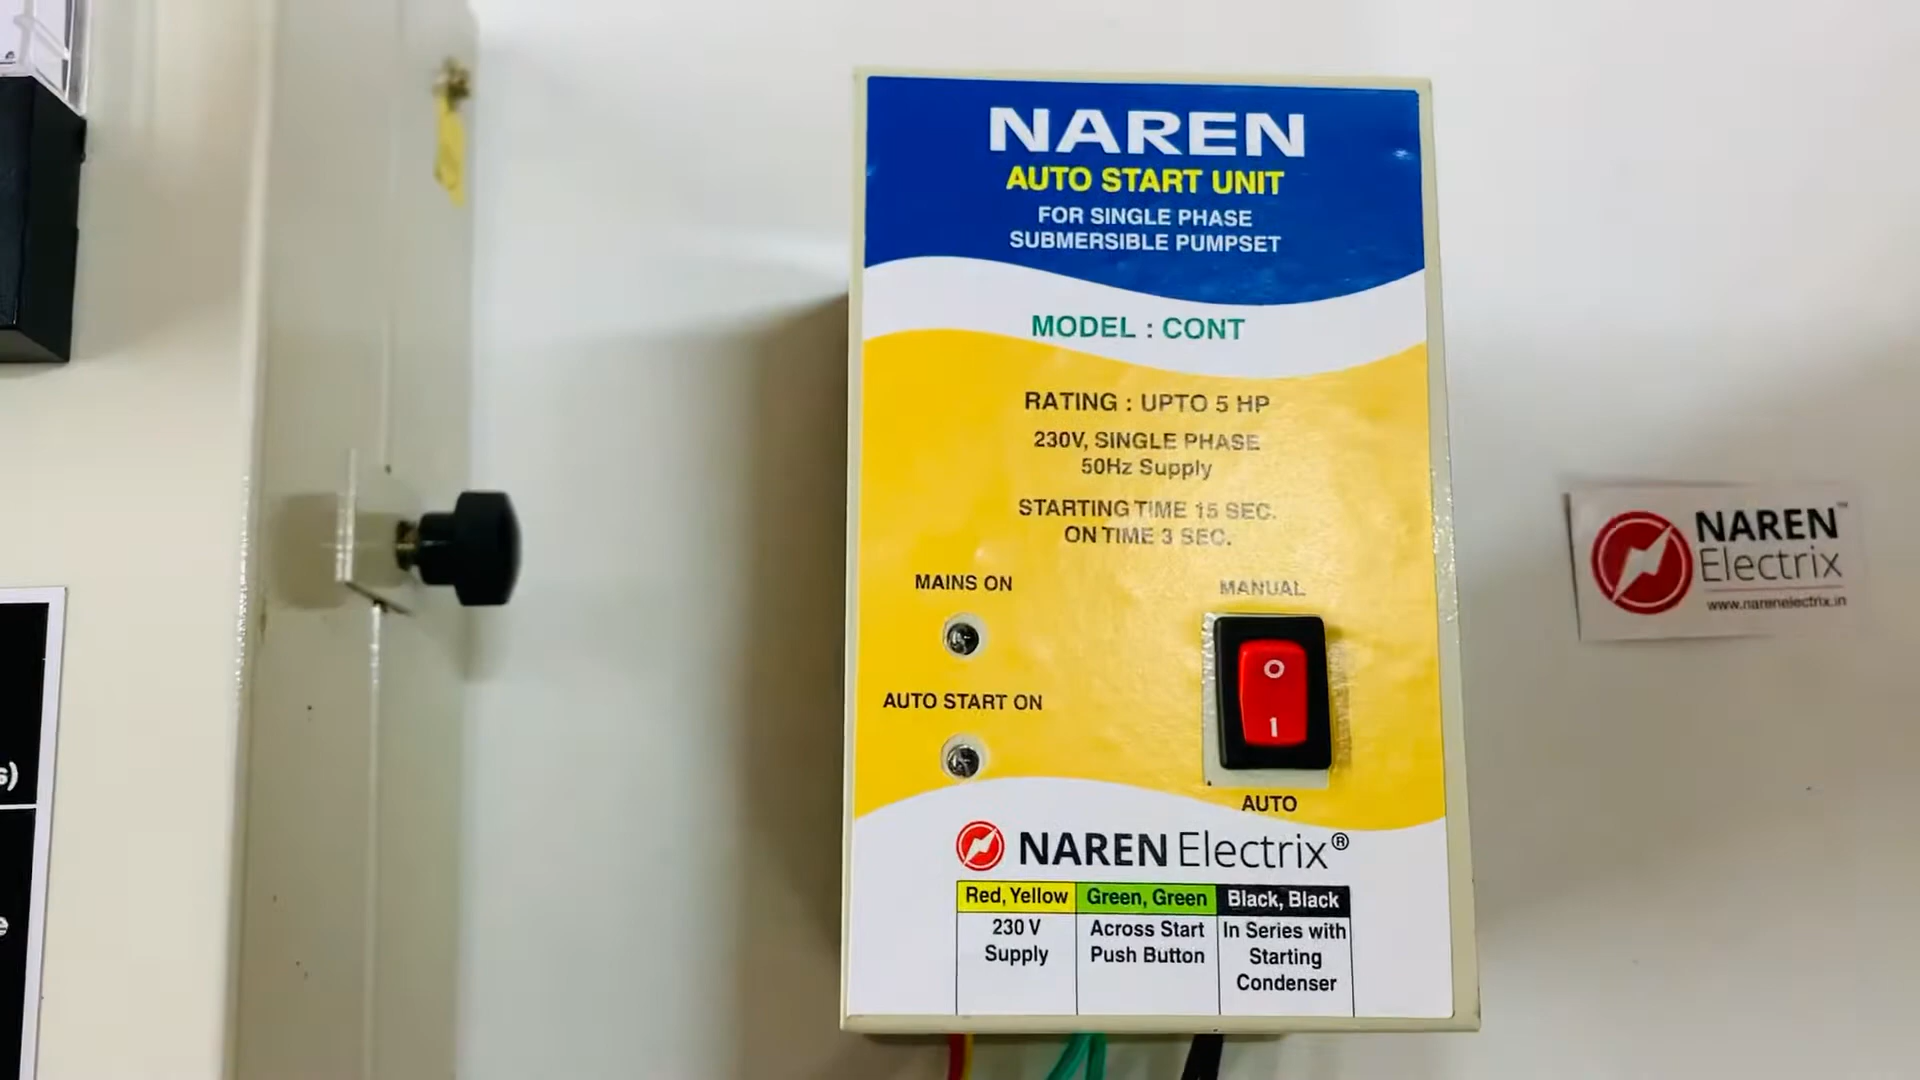 NAREN
AUTO START UNIT
FOR SINGLE PHASE
SUBMERSIBLE PUMPSET
MODEL : CONT
RATING : UPTO 5 HP
230V, SINGLE PHASE
50Hz Supply
STARTING TIME 15 SEC.
ON TIME 3 SEC.
MAINS ON
MANUAL
O
I
AUTO START ON
AUTO
NAREN Electrix®
Red, Yellow Green, Green Black, Black
230 V Across Start In Series with
Supply Push Button Starting
Condenser
NAREN™
Electrix
www.narenelectrix.in
s)
e